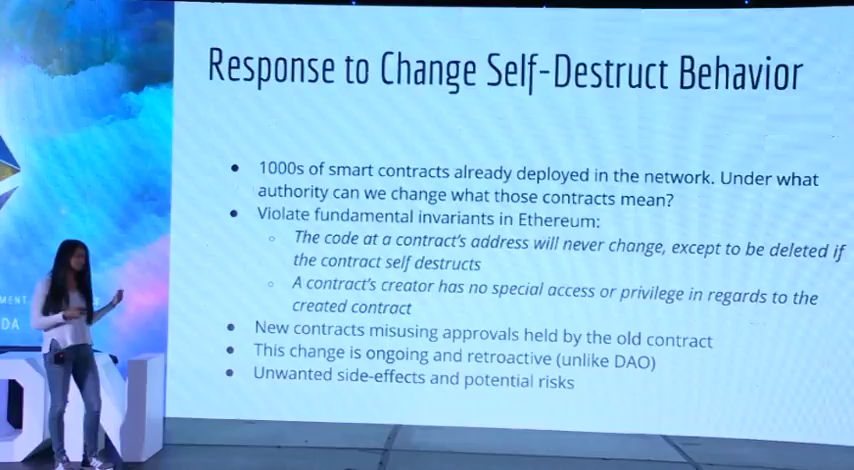 Response to Change Self-Destruct Behavior
1000s of smart contracts already deployed in the network. Under what
authority can we change what those contracts mean?
Violate fundamental invariants in Ethereum:
The code at a contract's address will never change, except to be deleted if
the contract self destructs
A contract's creator has no special access or privilege in regards to the
created contract
New contracts misusing approvals held by the old contract
This change is ongoing and retroactive (unlike DAO)
Unwanted side-effects and potential risks
MENT
DA